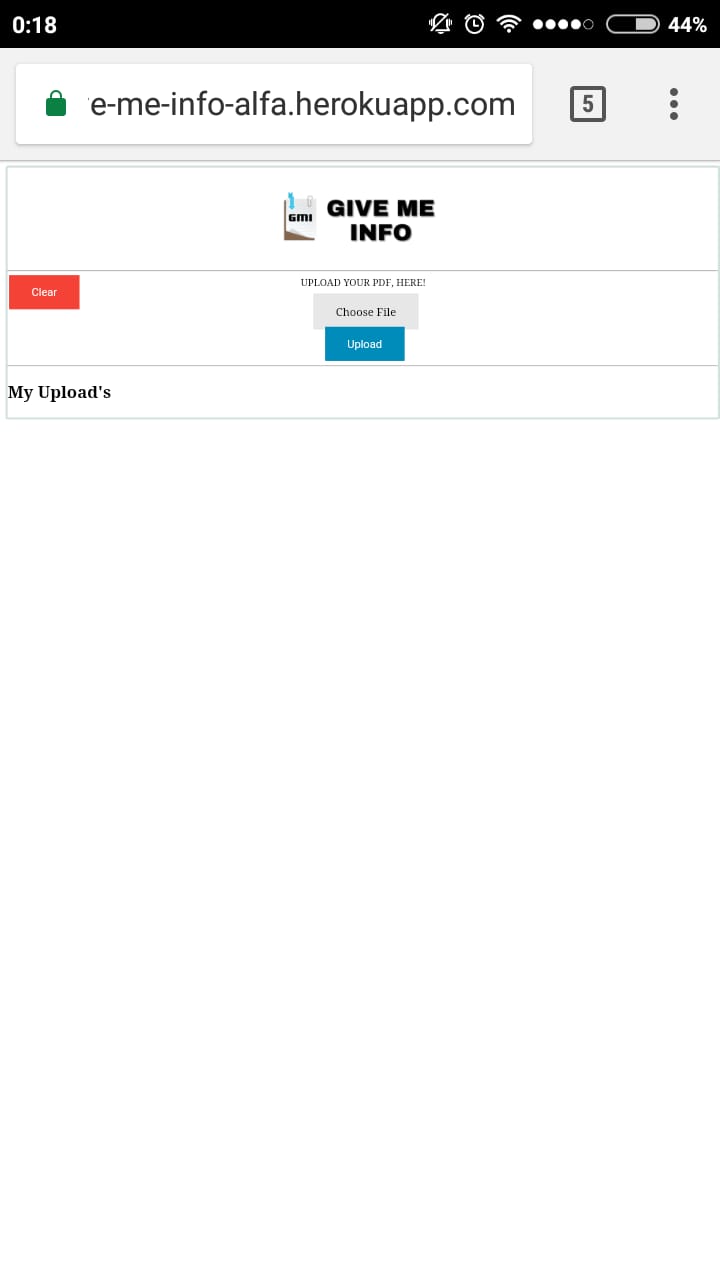 0:18
44%
e-me-info-alfa.herokuapp.com
5
GMI
GIVE ME
INFO
Clear
UPLOAD YOUR PDF, HERE!
Choose File
Upload
My Upload's